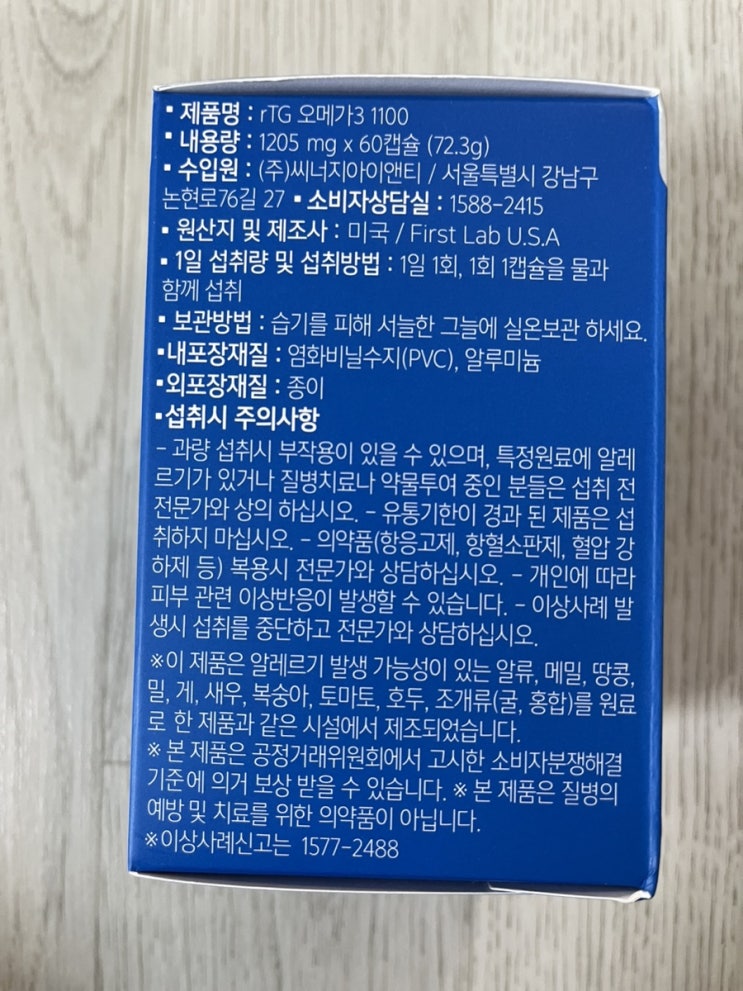 ▪ 제품명 : rTG 오메가3 1100
▪ 내용량 : 1205 mg x 60캡슐 (72.3g)
▪ 수입원 : (주)씨너지아이앤티 / 서울특별시 강남구
논현로76길 27 ▪ 소비자상담실 : 1588-2415
▪ 원산지 및 제조사 : 미국 / First Lab U.S.A
▪ 1일 섭취량 및 섭취방법 : 1일 1회, 1회 1캡슐을 물과
함께 섭취
▪ 보관방법 : 습기를 피해 서늘한 그늘에 실온보관 하세요.
▪내포장재질 : 염화비닐수지(PVC), 알루미늄
▪외포장재질 : 종이
▪섭취시 주의사항
- 과량 섭취시 부작용이 있을 수 있으며, 특정원료에 알레
르기가 있거나 질병치료나 약물투여 중인 분들은 섭취 전
전문가와 상의 하십시오. - 유통기한이 경과 된 제품은 섭
취하지 마십시오. - 의약품(항응고제, 항혈소판제, 혈압 강
하제 등) 복용시 전문가와 상담하십시오. - 개인에 따라
피부 관련 이상반응이 발생할 수 있습니다. - 이상사례 발
생시 섭취를 중단하고 전문가와 상담하십시오.
※이 제품은 알레르기 발생 가능성이 있는 알류, 메밀, 땅콩,
밀, 게, 새우, 복숭아, 토마토, 호두, 조개류(굴, 홍합)를 원료
로 한 제품과 같은 시설에서 제조되었습니다.
※ 본 제품은 공정거래위원회에서 고시한 소비자분쟁해결
기준에 의거 보상 받을 수 있습니다. ※ 본 제품은 질병의
예방 및 치료를 위한 의약품이 아닙니다.
※이상사례신고는 1577-2488